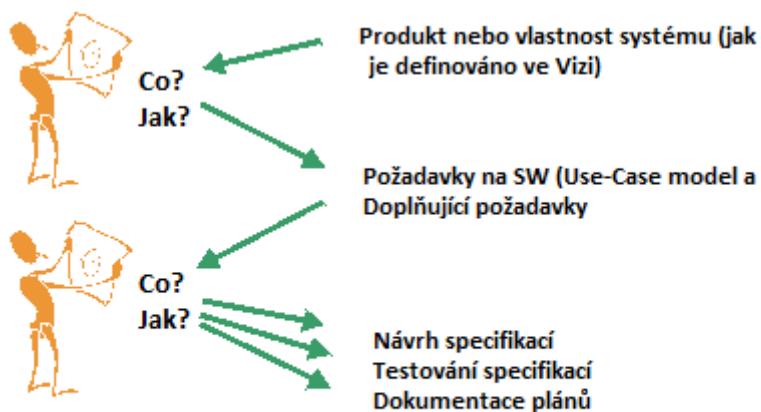 Produkt nebo vlastnost systému (jak
je definováno ve Vizi)
Co?
Jak?
Požadavky na SW (Use-Case model a
Doplňující požadavky
Co?
Jak?
Návrh specifikací
Testování specifikací
Dokumentace plánů